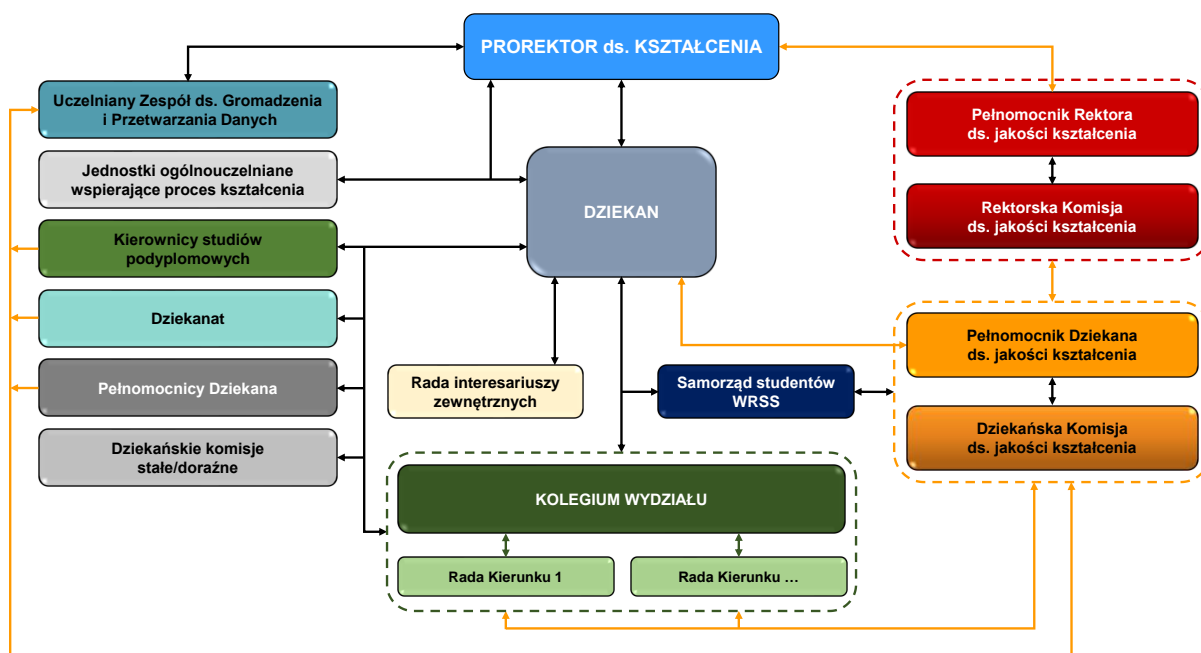 PROREKTOR ds. KSZTAŁCENIA
Uczelniany Zespół ds. Gromadzenia
i Przetwarzania Danych
Jednostki ogólnouczelniane
wspierające proces kształcenia
Kierownicy studiów
podyplomowych
Dziekanat
Pełnomocnicy Dziekana
Dziekańskie komisje
stałe/doraźne
DZIEKAN
Rada interesariuszy
zewnętrznych
Samorząd studentów
WRSS
KOLEGIUM WYDZIAŁU
Rada Kierunku 1
Rada Kierunku ...
Pełnomocnik Rektora
ds. jakości kształcenia
Rektorska Komisja
ds. jakości kształcenia
Pełnomocnik Dziekana
ds. jakości kształcenia
Dziekańska Komisja
ds. jakości kształcenia